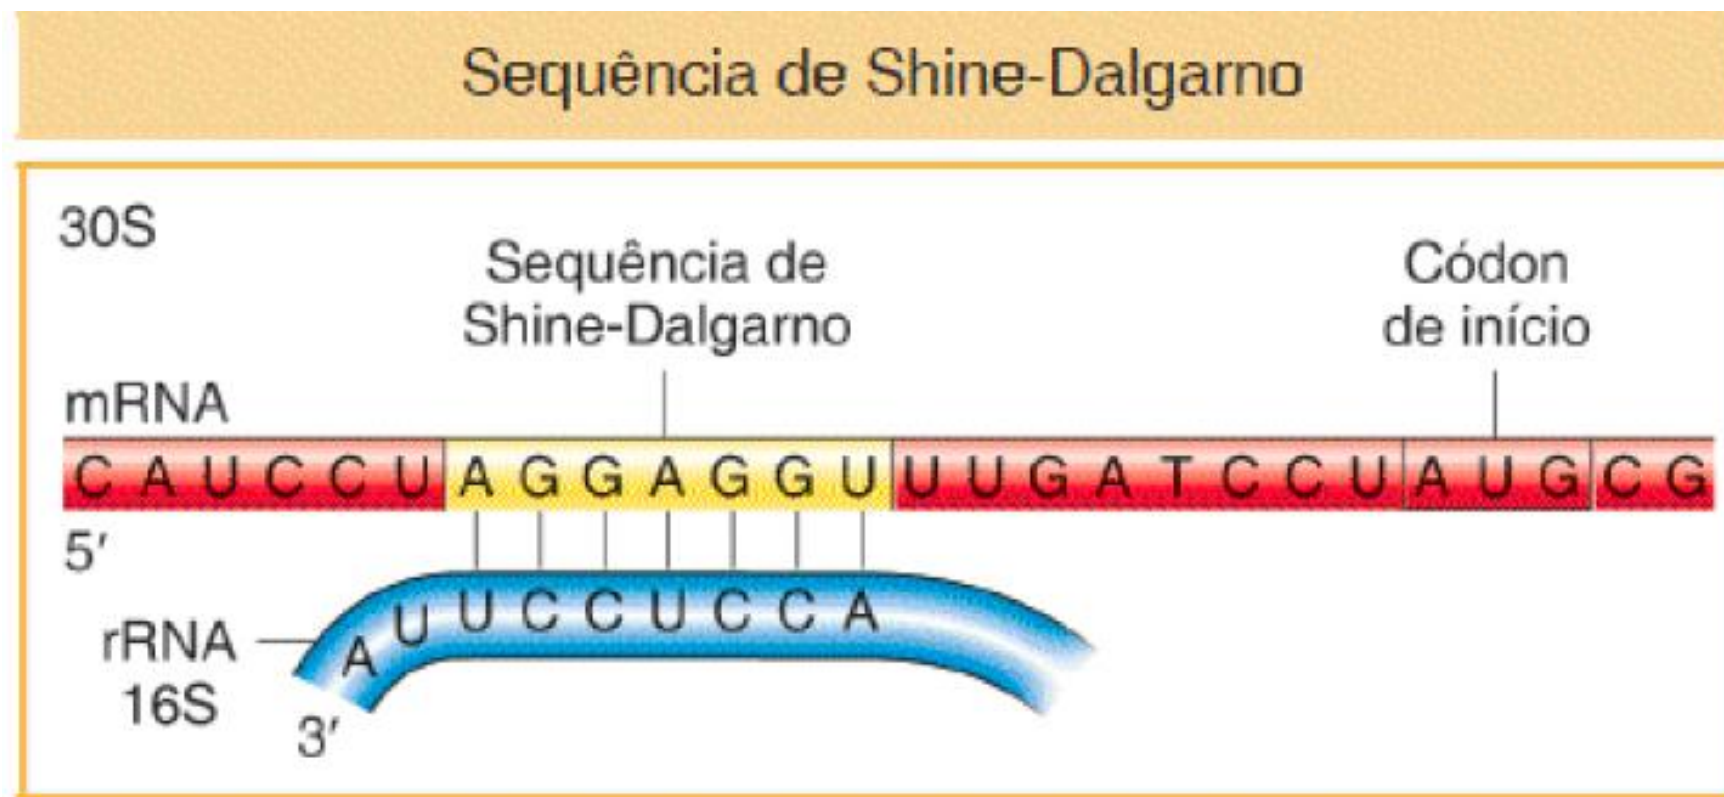 Sequência de Shine-Dalgarno
30S
Sequência de
Shine-Dalgarno
Códon
de início
mRNA
C A U C C U A G G A G G U U U G A T C C U A U G C G
5′
A U U C C U C C A
rRNA
16S
3′